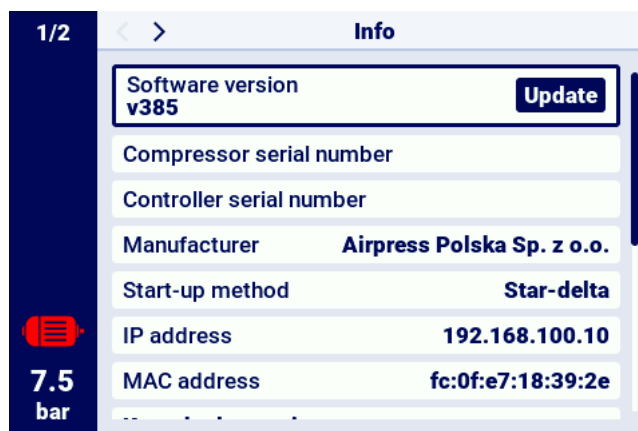 1/2
Info
Software version
v385
Update
Compressor serial number
Controller serial number
Manufacturer Airpress Polska Sp. z o.o.
Start-up method Star-delta
IP address 192.168.100.10
MAC address fc:0f:e7:18:39:2e
7.5
bar